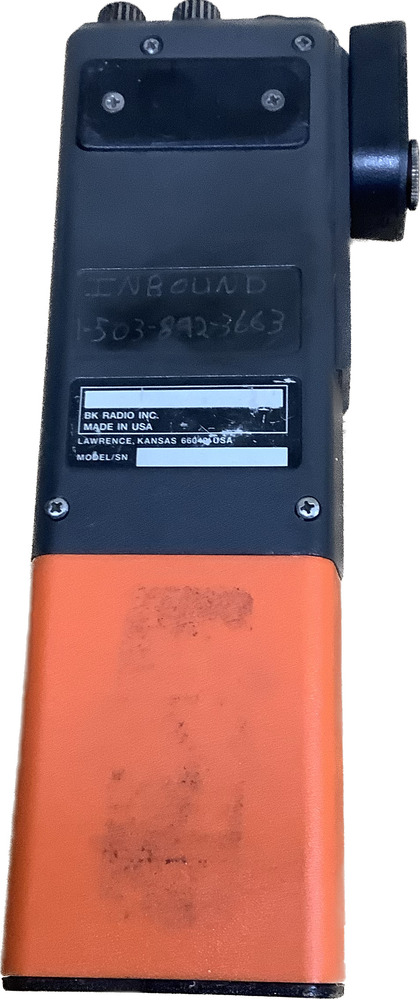 INBOUND
1-503-892-3663
BK RADIO INC.
MADE IN USA
LAWRENCE, KANSAS 66049 USA
MODEL/SN